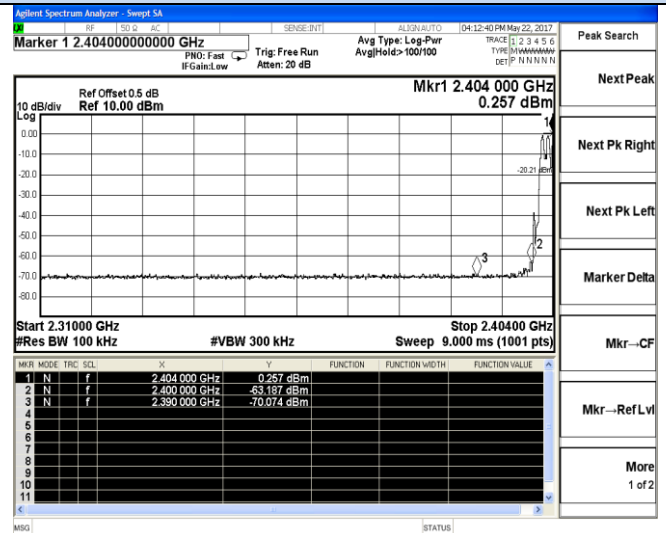 Agilent Spectrum Analyzer - Swept SA
RF 50 Ω AC SENSE:INT ALIGN AUTO 04:12:40 PM May 22, 2017
Marker 1 2.404000000000 GHz
PNO: Fast
IFGain:Low
Trig: Free Run
Atten: 20 dB
Avg Type: Log-Pwr
Avg|Hold:> 100/100
TRACE 1 2 3 4 5 6
TYPE M
DET P N N N N N
Peak Search
Next Peak
Next Pk Right
Next Pk Left
Marker Delta
Mkr→CF
Mkr→Ref Lvl
More
1 of 2
Ref Offset 0.5 dB
10 dB/div Ref 10.00 dBm
Log
Mkr1 2.404 000 GHz
0.257 dBm
1
0.00
-10.0
-20.21 dBm
-20.0
-30.0
-40.0
-60.0
2
3
-70.0
-80.0
Start 2.31000 GHz Stop 2.40400 GHz
#Res BW 100 kHz #VBW 300 kHz Sweep 9.000 ms (1001 pts)
MKR MODE TRC SCL X Y FUNCTION FUNCTION WIDTH FUNCTION VALUE
1 N f 2.404 000 GHz 0.257 dBm
2 N f 2.400 000 GHz -63.187 dBm
3 N f 2.390 000 GHz -70.074 dBm
4
5
6
7
8
9
10
11
MSG STATUS